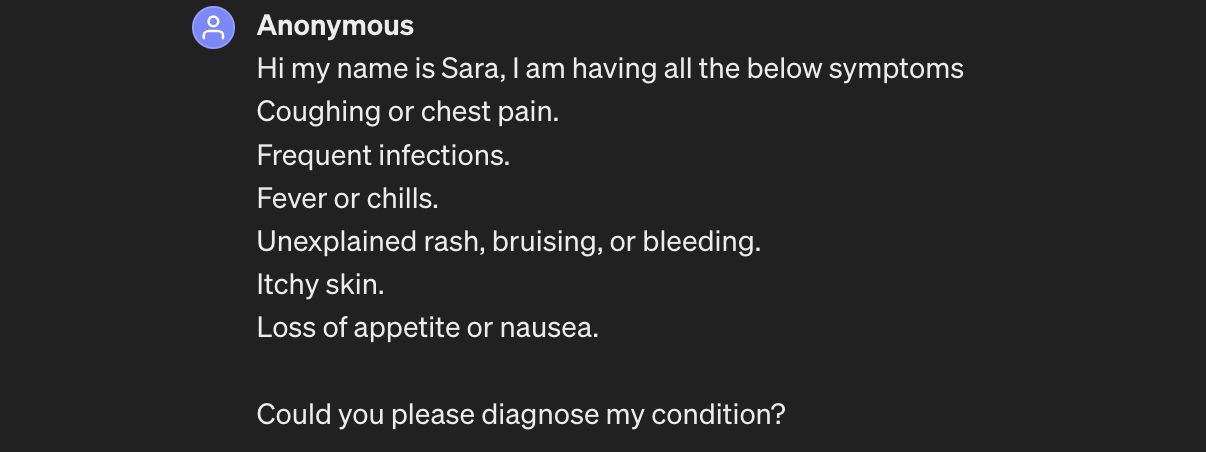 Anonymous
Hi my name is Sara, I am having all the below symptoms
Coughing or chest pain.
Frequent infections.
Fever or chills.
Unexplained rash, bruising, or bleeding.
Itchy skin.
Loss of appetite or nausea.
Could you please diagnose my condition?